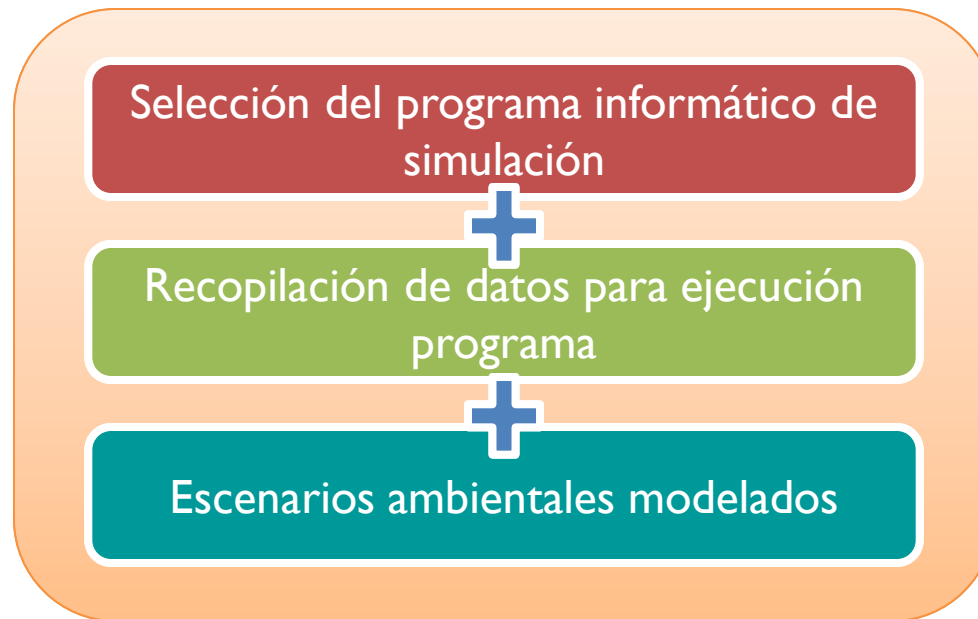 Selección del programa informático de
simulación
Recopilación de datos para ejecución
programa
Escenarios ambientales modelados